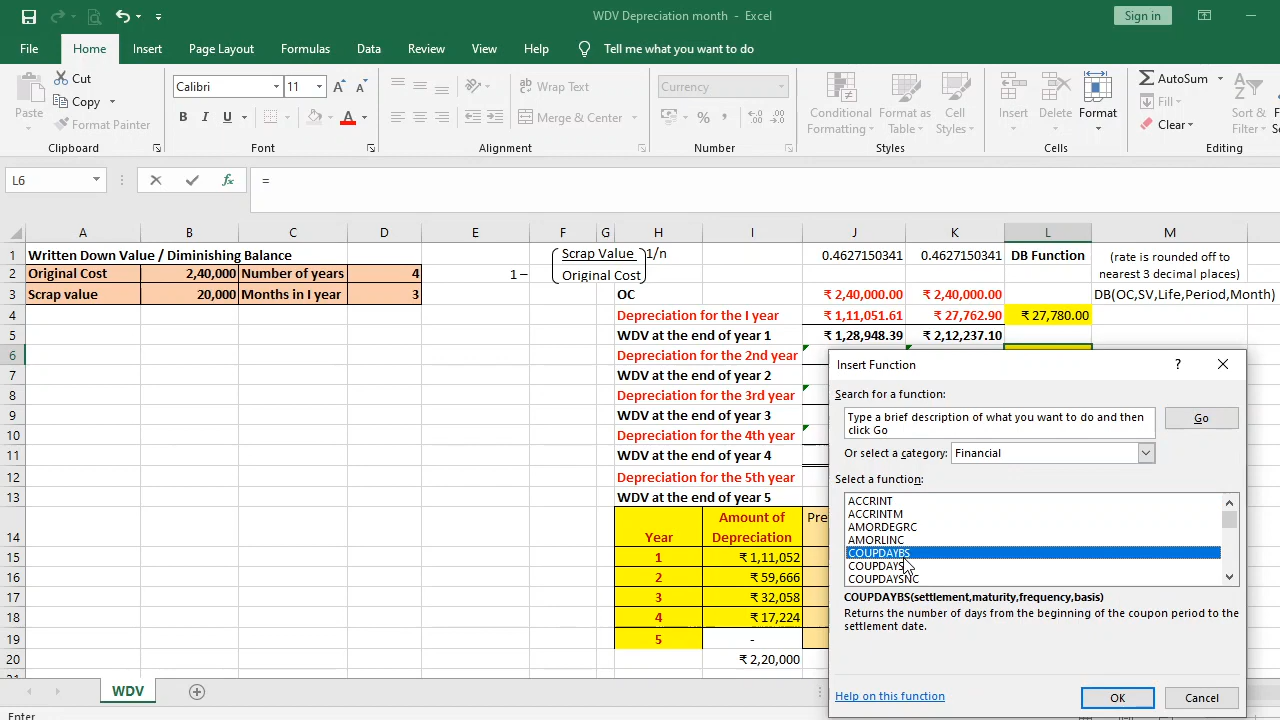 WDV Depreciation month - Excel
Sign in
File Home Insert Page Layout Formulas Data Review View Help Tell me what you want to do
Paste
Cut
Copy
Format Painter
Clipboard
Calibri 11
A A
B I U A
Font
ab Wrap Text
Merge & Center
Alignment
Currency
% ,
Number
Conditional Formatting
Format as Table
Cell Styles
Styles
Insert Delete Format
Cells
AutoSum
Fill
Clear
Sort & Filter
Editing
L6 fx =
A B C D E F G H I J K L M
1 Written Down Value / Diminishing Balance Scrap Value 1/n 0.4627150341 0.4627150341 DB Function (rate is rounded off to
2 Original Cost 2,40,000 Number of years 4 1 – Original Cost nearest 3 decimal places)
3 Scrap value 20,000 Months in I year 3 OC ₹ 2,40,000.00 ₹ 2,40,000.00 DB(OC,SV,Life,Period,Month)
4 Depreciation for the I year ₹ 1,11,051.61 ₹ 27,762.90 ₹ 27,780.00
5 WDV at the end of year 1 ₹ 1,28,948.39 ₹ 2,12,237.10
6 Depreciation for the 2nd year
7 WDV at the end of year 2
8 Depreciation for the 3rd year
9 WDV at the end of year 3
10 Depreciation for the 4th year
11 WDV at the end of year 4
12 Depreciation for the 5th year
13 WDV at the end of year 5
14 Year Amount of Depreciation
15 1 ₹ 1,11,052
16 2 ₹ 59,666
17 3 ₹ 32,058
18 4 ₹ 17,224
19 5 -
20 ₹ 2,20,000
Insert Function ?
Search for a function:
Type a brief description of what you want to do and then
click Go
Go
Or select a category: Financial
Select a function:
ACCRINT
ACCRINTM
AMORDEGRC
AMORLINC
COUPDAYBS
COUPDAYS
COUPDAYSNC
COUPDAYBS(settlement,maturity,frequency,basis)
Returns the number of days from the beginning of the coupon period to the
settlement date.
Help on this function
OK Cancel
WDV
Enter